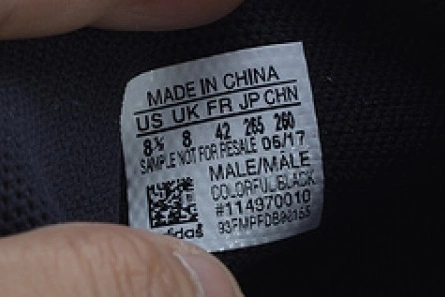 MADE IN CHINA
US UK FR JP CHN
8½ 8 42 265 260
SAMPLE NOT FOR RESALE 06/17
MALE/MALE
COLORFUL/BLACK
#114970010
adidas